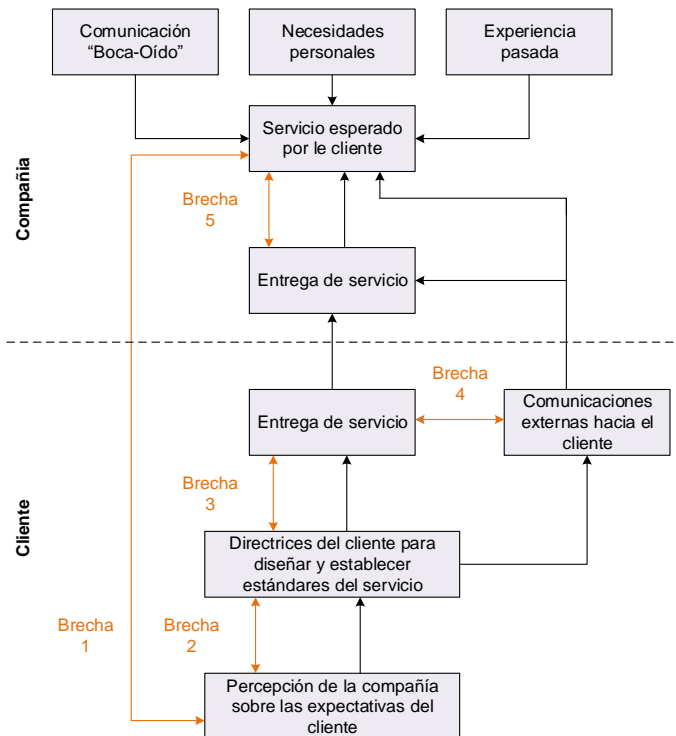 Comunicación
“Boca-Oído”
Necesidades
personales
Experiencia
pasada
Servicio esperado
por le cliente
Compañia
Brecha
5
Entrega de servicio
Brecha
4
Entrega de servicio
Comunicaciones
externas hacia el
cliente
Brecha
3
Cliente
Directrices del cliente para
diseñar y establecer
estándares del servicio
Brecha
1
Brecha
2
Percepción de la compañía
sobre las expectativas del
cliente